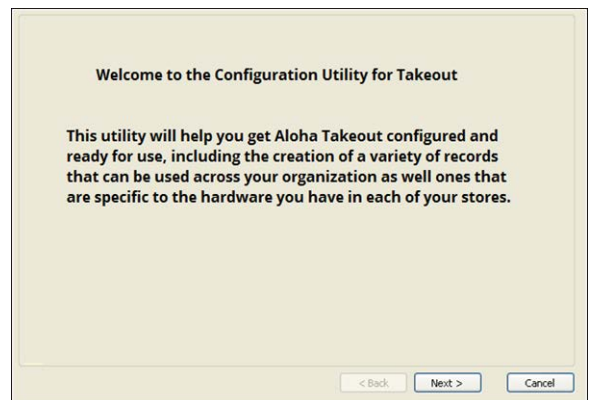 Welcome to the Configuration Utility for Takeout
This utility will help you get Aloha Takeout configured and
ready for use, including the creation of a variety of records
that can be used across your organization as well ones that
are specific to the hardware you have in each of your stores.
< Back Next > Cancel